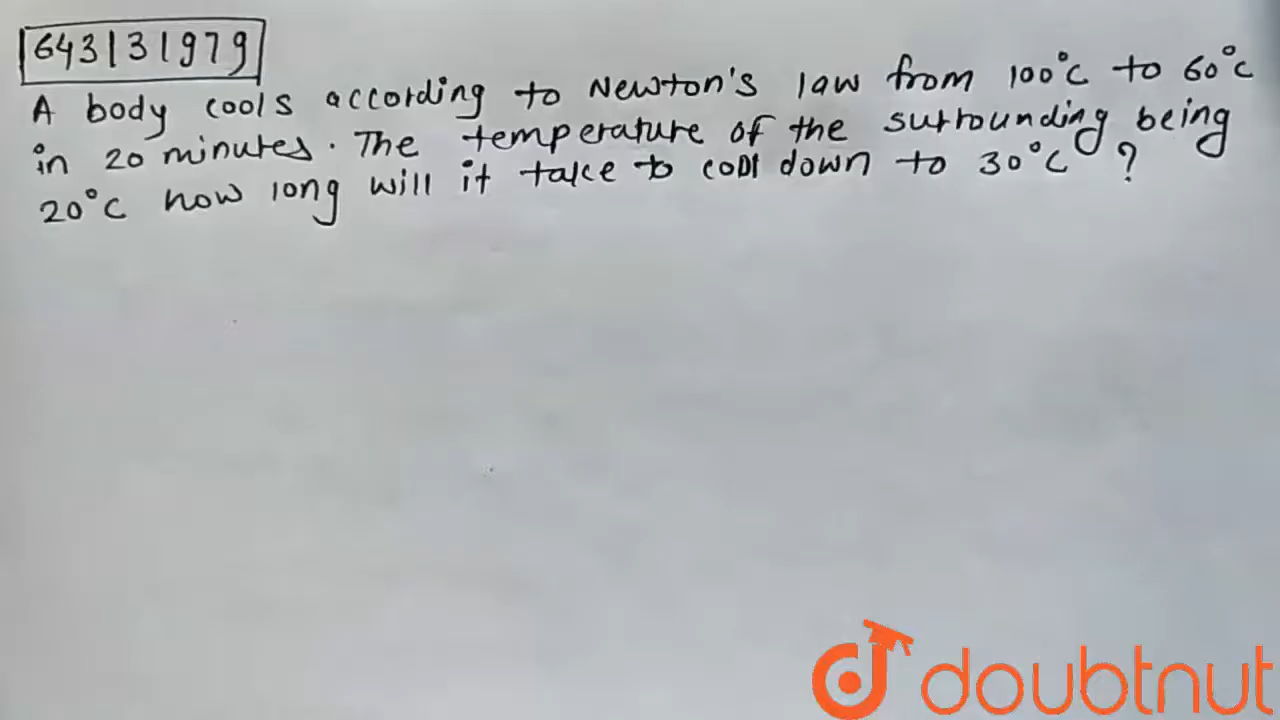 643131979
A body cools according to Newton's law from 100°C to 60°C
in 20 minutes. The temperature of the surrounding being
20°C how long will it take to cool down to 30°C ?
doubtnut